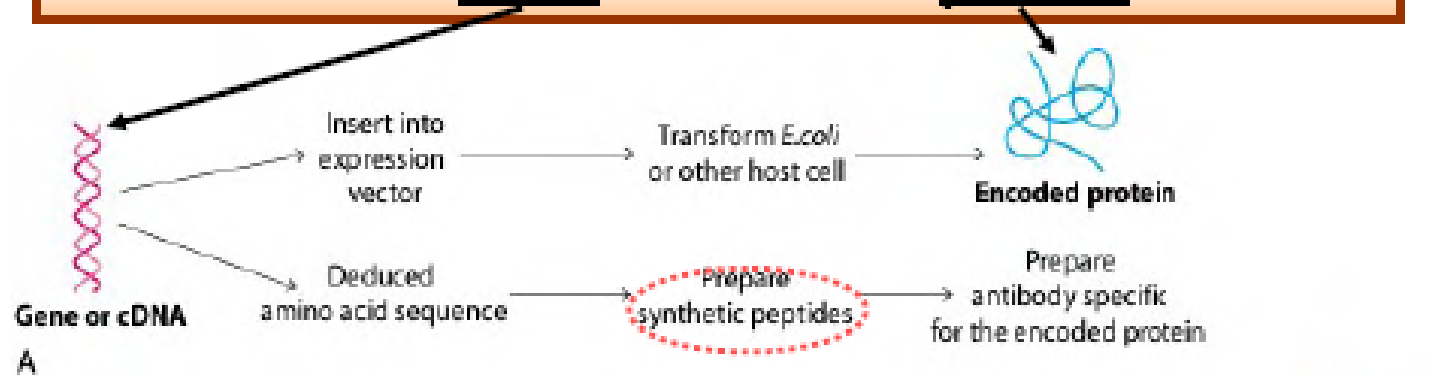 Insert into
expression
vector
Transform E.coli
or other host cell
Encoded protein
Gene or cDNA
Deduced
amino acid sequence
Prepare
synthetic peptides
Prepare
antibody specific
for the encoded protein
A